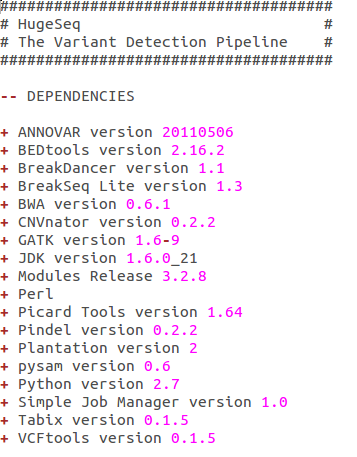 #####################################
# HugeSeq #
# The Variant Detection Pipeline #
#####################################
-- DEPENDENCIES
+ ANNOVAR version 20110506
+ BEDtools version 2.16.2
+ BreakDancer version 1.1
+ BreakSeq Lite version 1.3
+ BWA version 0.6.1
+ CNVnator version 0.2.2
+ GATK version 1.6-9
+ JDK version 1.6.0_21
+ Modules Release 3.2.8
+ Perl
+ Picard Tools version 1.64
+ Pindel version 0.2.2
+ Plantation version 2
+ pysam version 0.6
+ Python version 2.7
+ Simple Job Manager version 1.0
+ Tabix version 0.1.5
+ VCFtools version 0.1.5